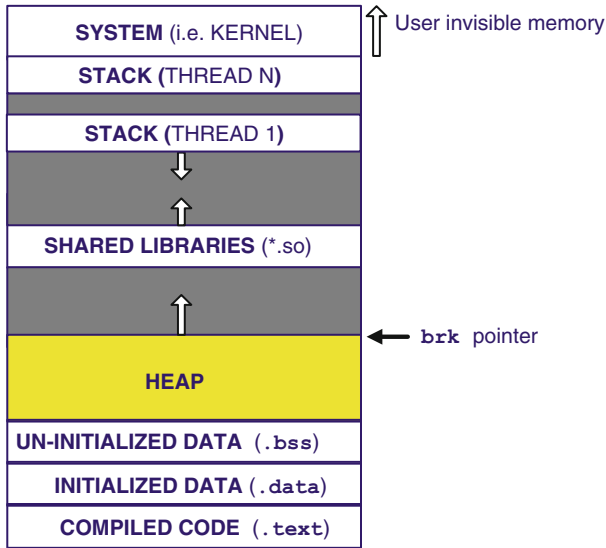 SYSTEM (i.e. KERNEL)
User invisible memory
STACK (THREAD N)
STACK (THREAD 1)
SHARED LIBRARIES (*.so)
brk pointer
HEAP
UN-INITIALIZED DATA (.bss)
INITIALIZED DATA (.data)
COMPILED CODE (.text)